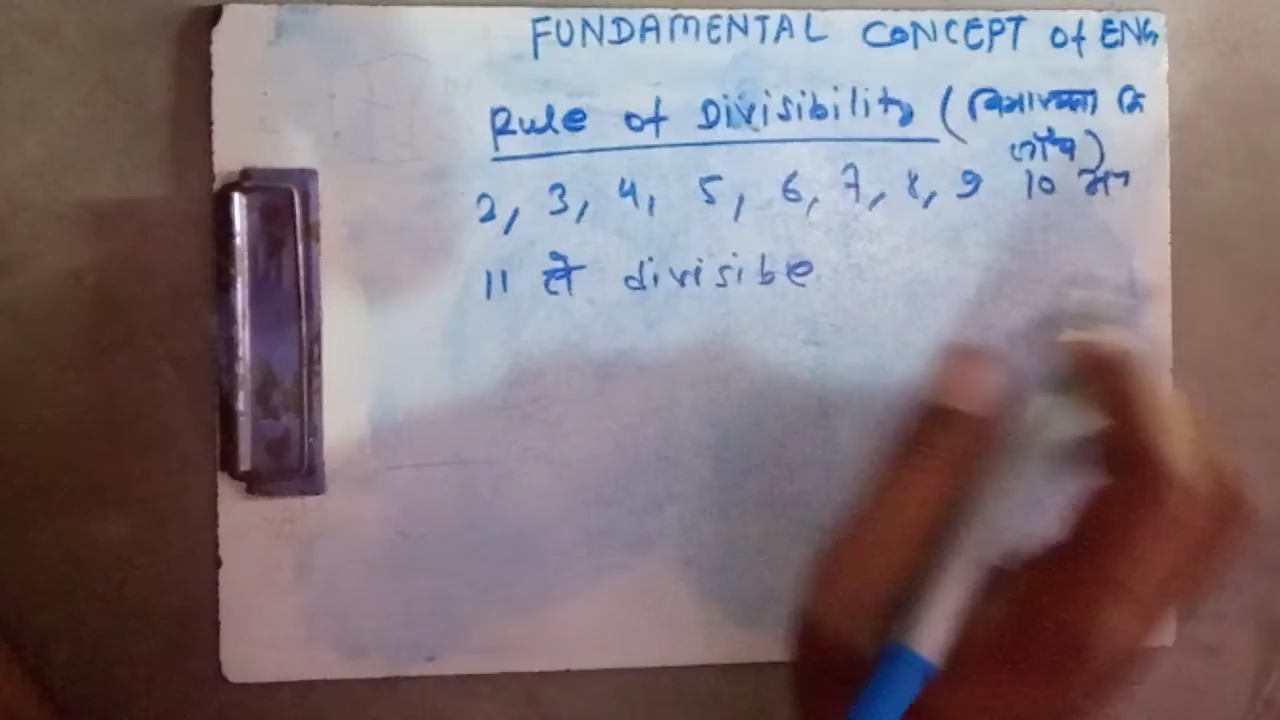 FUNDAMENTAL CONCEPT of ENG
Rule of Divisibility (विभाज्यता कि
जाँच)
2, 3, 4, 5, 6, 7, 8, 9 10 और
11 से divisibe